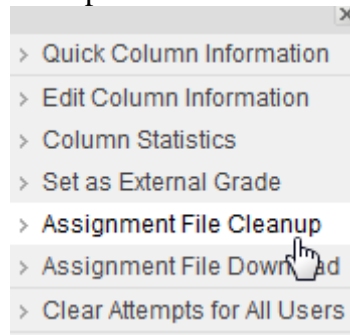 Quick Column Information
Edit Column Information
Column Statistics
Set as External Grade
Assignment File Cleanup
Assignment File Download
Clear Attempts for All Users